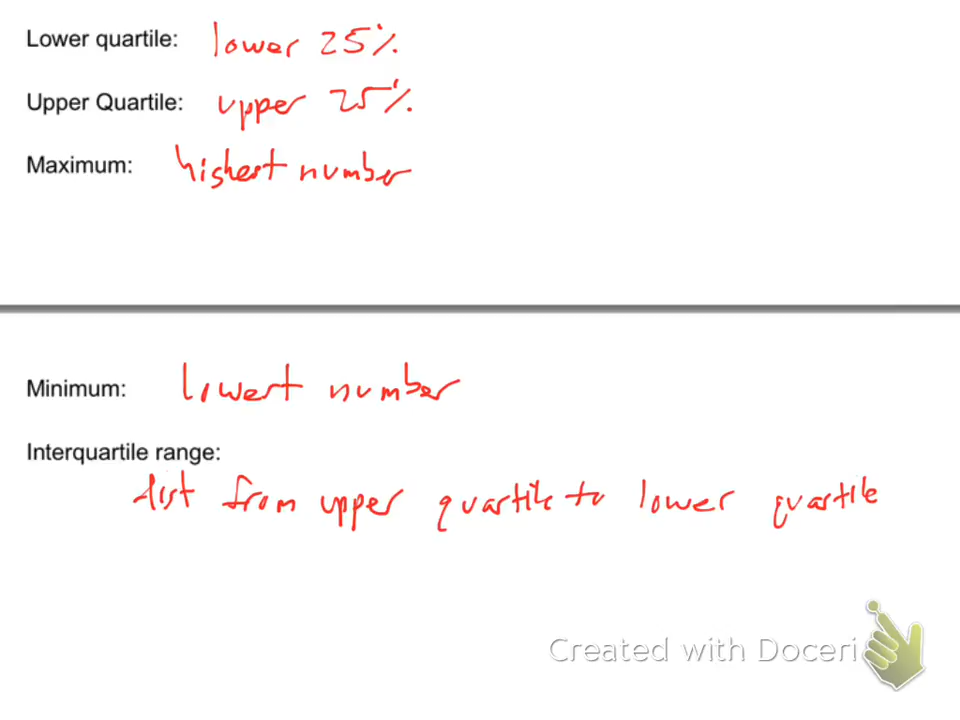 Lower quartile: lower 25%
Upper Quartile: upper 25%
Maximum: highest number
Minimum: lowest number
Interquartile range:
dist from upper quartile to lower quartile
Created with Doceri